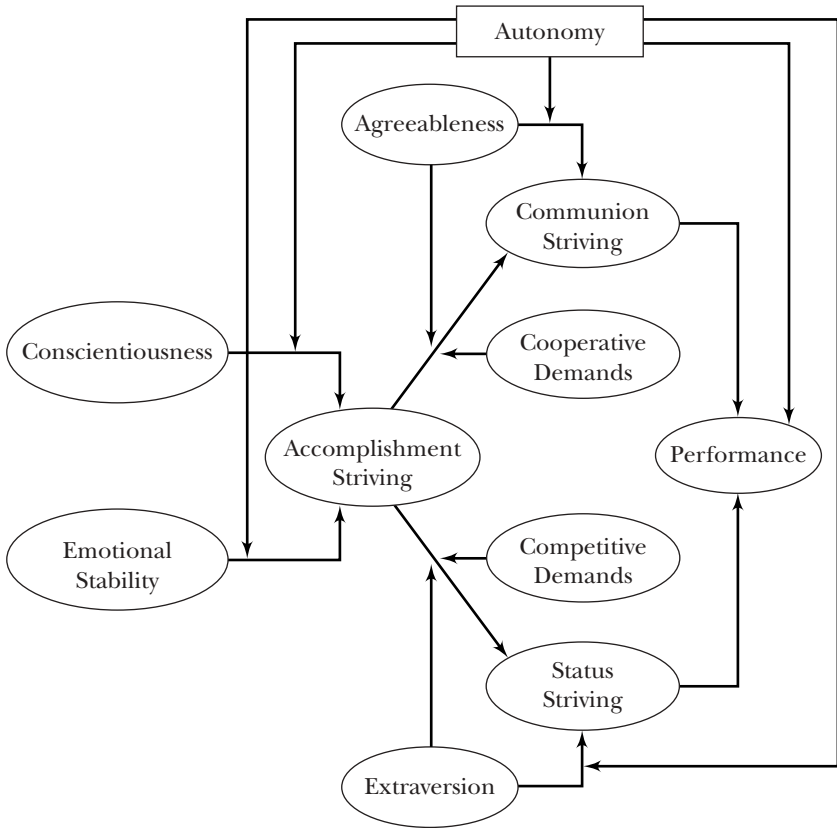 Autonomy
Agreeableness
Communion
Striving
Conscientiousness
Cooperative
Demands
Accomplishment
Striving
Performance
Emotional
Stability
Competitive
Demands
Status
Striving
Extraversion